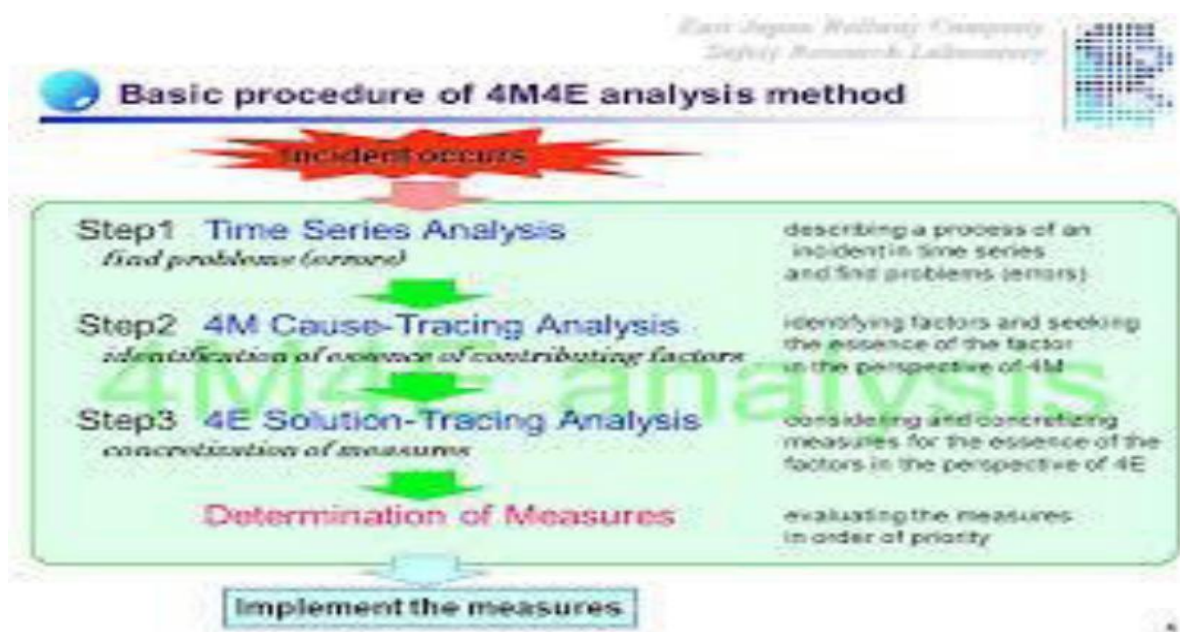 East Japan Railway Company
Safety Research Laboratory
Basic procedure of 4M4E analysis method
Incident occurs
Step1 Time Series Analysis
find problems (errors)
describing a process of an
incident in time series
and find problems (errors)
Step2 4M Cause-Tracing Analysis
identification of essence of contributing factors
identifying factors and seeking
the essence of the factor
in the perspective of 4M
4M4E analysis
Step3 4E Solution-Tracing Analysis
concretization of measures
considering and concretizing
measures for the essence of the
factors in the perspective of 4E
Determination of Measures
evaluating the measures
in order of priority
Implement the measures